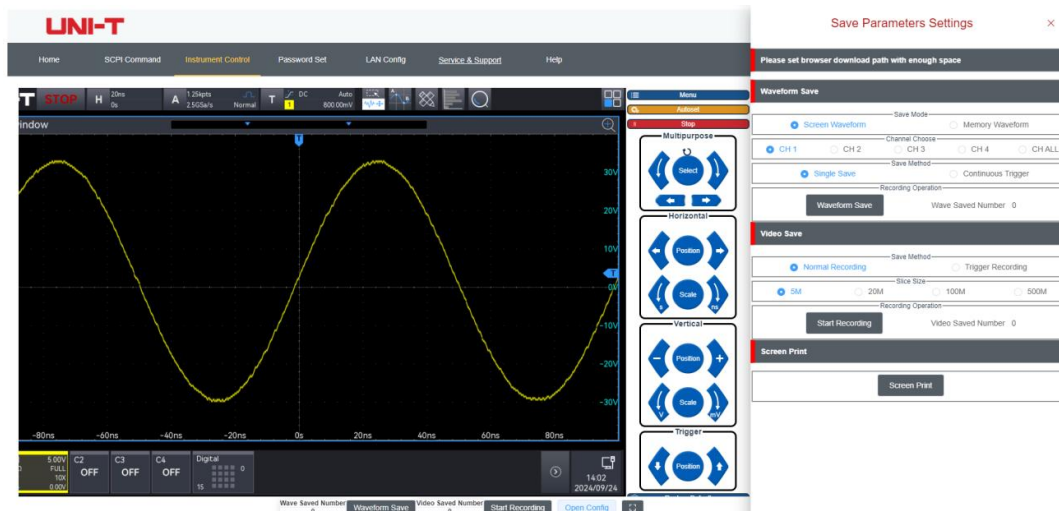 UNI-T
Home SCPI Command Instrument Control Password Set LAN Config Service & Support Help
T STOP H 20ns 0s A 1.25kpts 2.5GSa/s Normal T DC 1 Auto 800.00mV
indow
T
30V
20V
10V
T
0V
-10V
-20V
-30V
-80ns -60ns -40ns -20ns 0s 20ns 40ns 60ns 80ns
5.00V
FULL
10X
0.00V
C2 OFF
C3 OFF
C4 OFF
Digital
0
15
14:02
2024/09/24
Menu
Autoset
Stop
Multipurpose
Select
Horizontal
Position
Scale
s ns
Vertical
Position
Scale
V mV
Trigger
Position
Wave Saved Number 0 Waveform Save Video Saved Number 0 Start Recording Open Config
Save Parameters Settings ×
Please set browser download path with enough space
Waveform Save
Save Mode
Screen Waveform Memory Waveform
Channel Choose
CH 1 CH 2 CH 3 CH 4 CH ALL
Save Method
Single Save Continuous Trigger
Recording Operation
Waveform Save Wave Saved Number 0
Video Save
Save Method
Normal Recording Trigger Recording
Slice Size
5M 20M 100M 500M
Recording Operation
Start Recording Video Saved Number 0
Screen Print
Screen Print